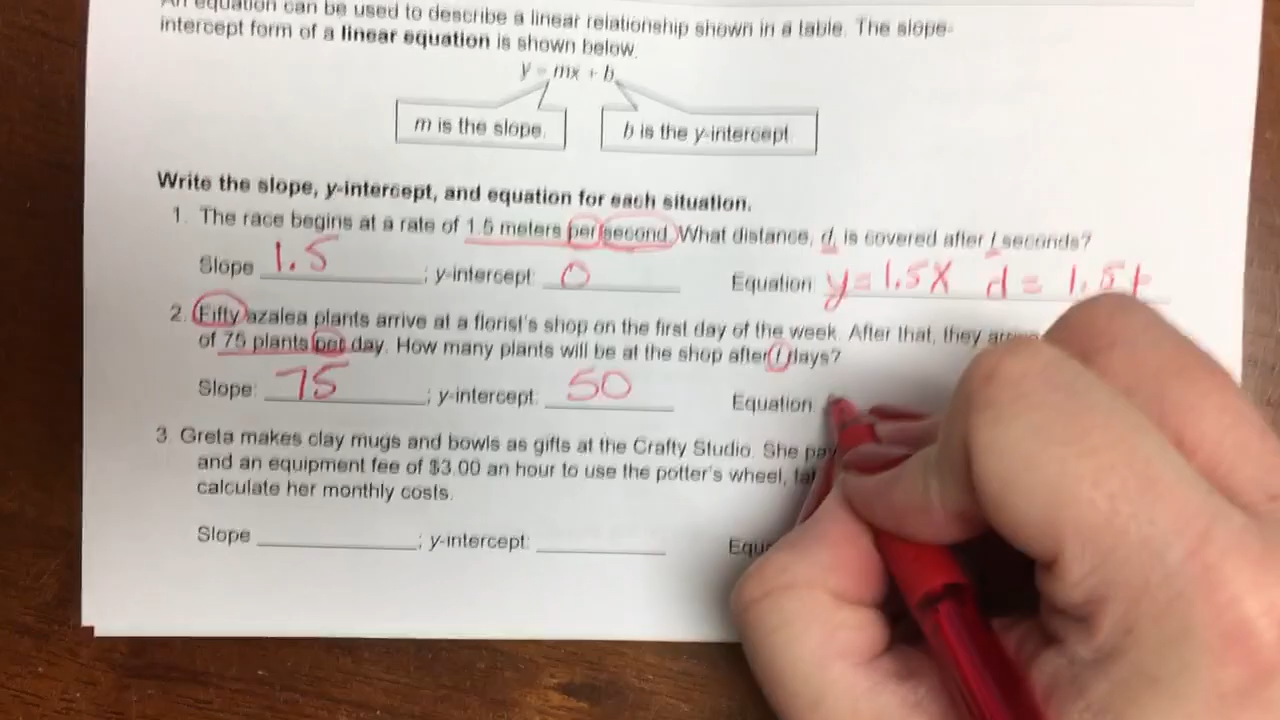 An equation can be used to describe a linear relationship shown in a table. The slope-
intercept form of a linear equation is shown below.
y = mx + b
m is the slope. b is the y-intercept
Write the slope, y-intercept, and equation for each situation.
1. The race begins at a rate of 1.5 meters per second. What distance, d, is covered after t seconds?
Slope 1.5 ; y-intercept: 0 Equation: y = 1.5x d = 1.5t
2. Fifty azalea plants arrive at a florist's shop on the first day of the week. After that, they
of 75 plants per day. How many plants will be at the shop after t days?
Slope: 75 ; y-intercept: 50 Equation:
3. Greta makes clay mugs and bowls as gifts at the Crafty Studio. She
and an equipment fee of $3.00 an hour to use the potter's wheel,
calculate her monthly costs.
Slope ; y-intercept: